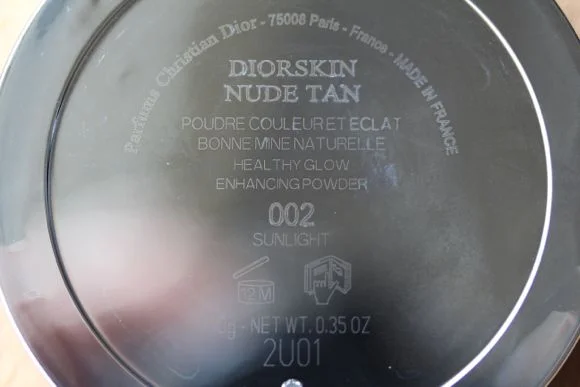 Parfums Christian Dior - 75008 Paris - France - MADE IN FRANCE
DIORSKIN
NUDE TAN
POUDRE COULEUR ET ECLAT
BONNE MINE NATURELLE
HEALTHY GLOW
ENHANCING POWDER
002
SUNLIGHT
12 M
g - NET WT. 0.35 OZ
2U01